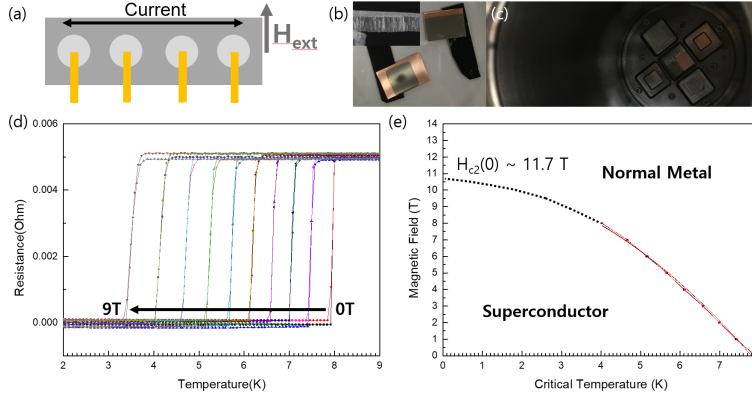 (a)
Current
H_ext
(b)
(c)
(d)
0.006
0.004
0.002
0.000
Resistance(Ohm)
9T
0T
2 3 4 5 6 7 8 9
Temperature(K)
(e)
14
13
12
11
10
9
8
7
6
5
4
3
2
1
0
Magnetic Field (T)
H_c2(0) ~ 11.7 T
Normal Metal
Superconductor
0 1 2 3 4 5 6 7
Critical Temperature (K)